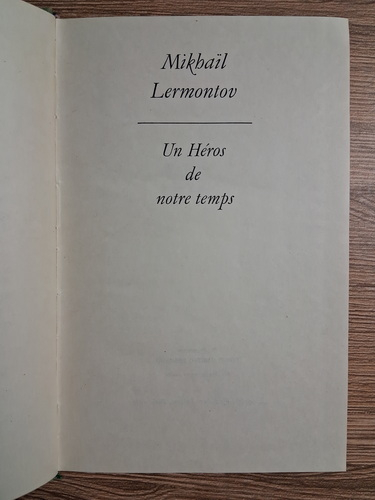 Mikhaïl
Lermontov
Un Héros
de
notre temps